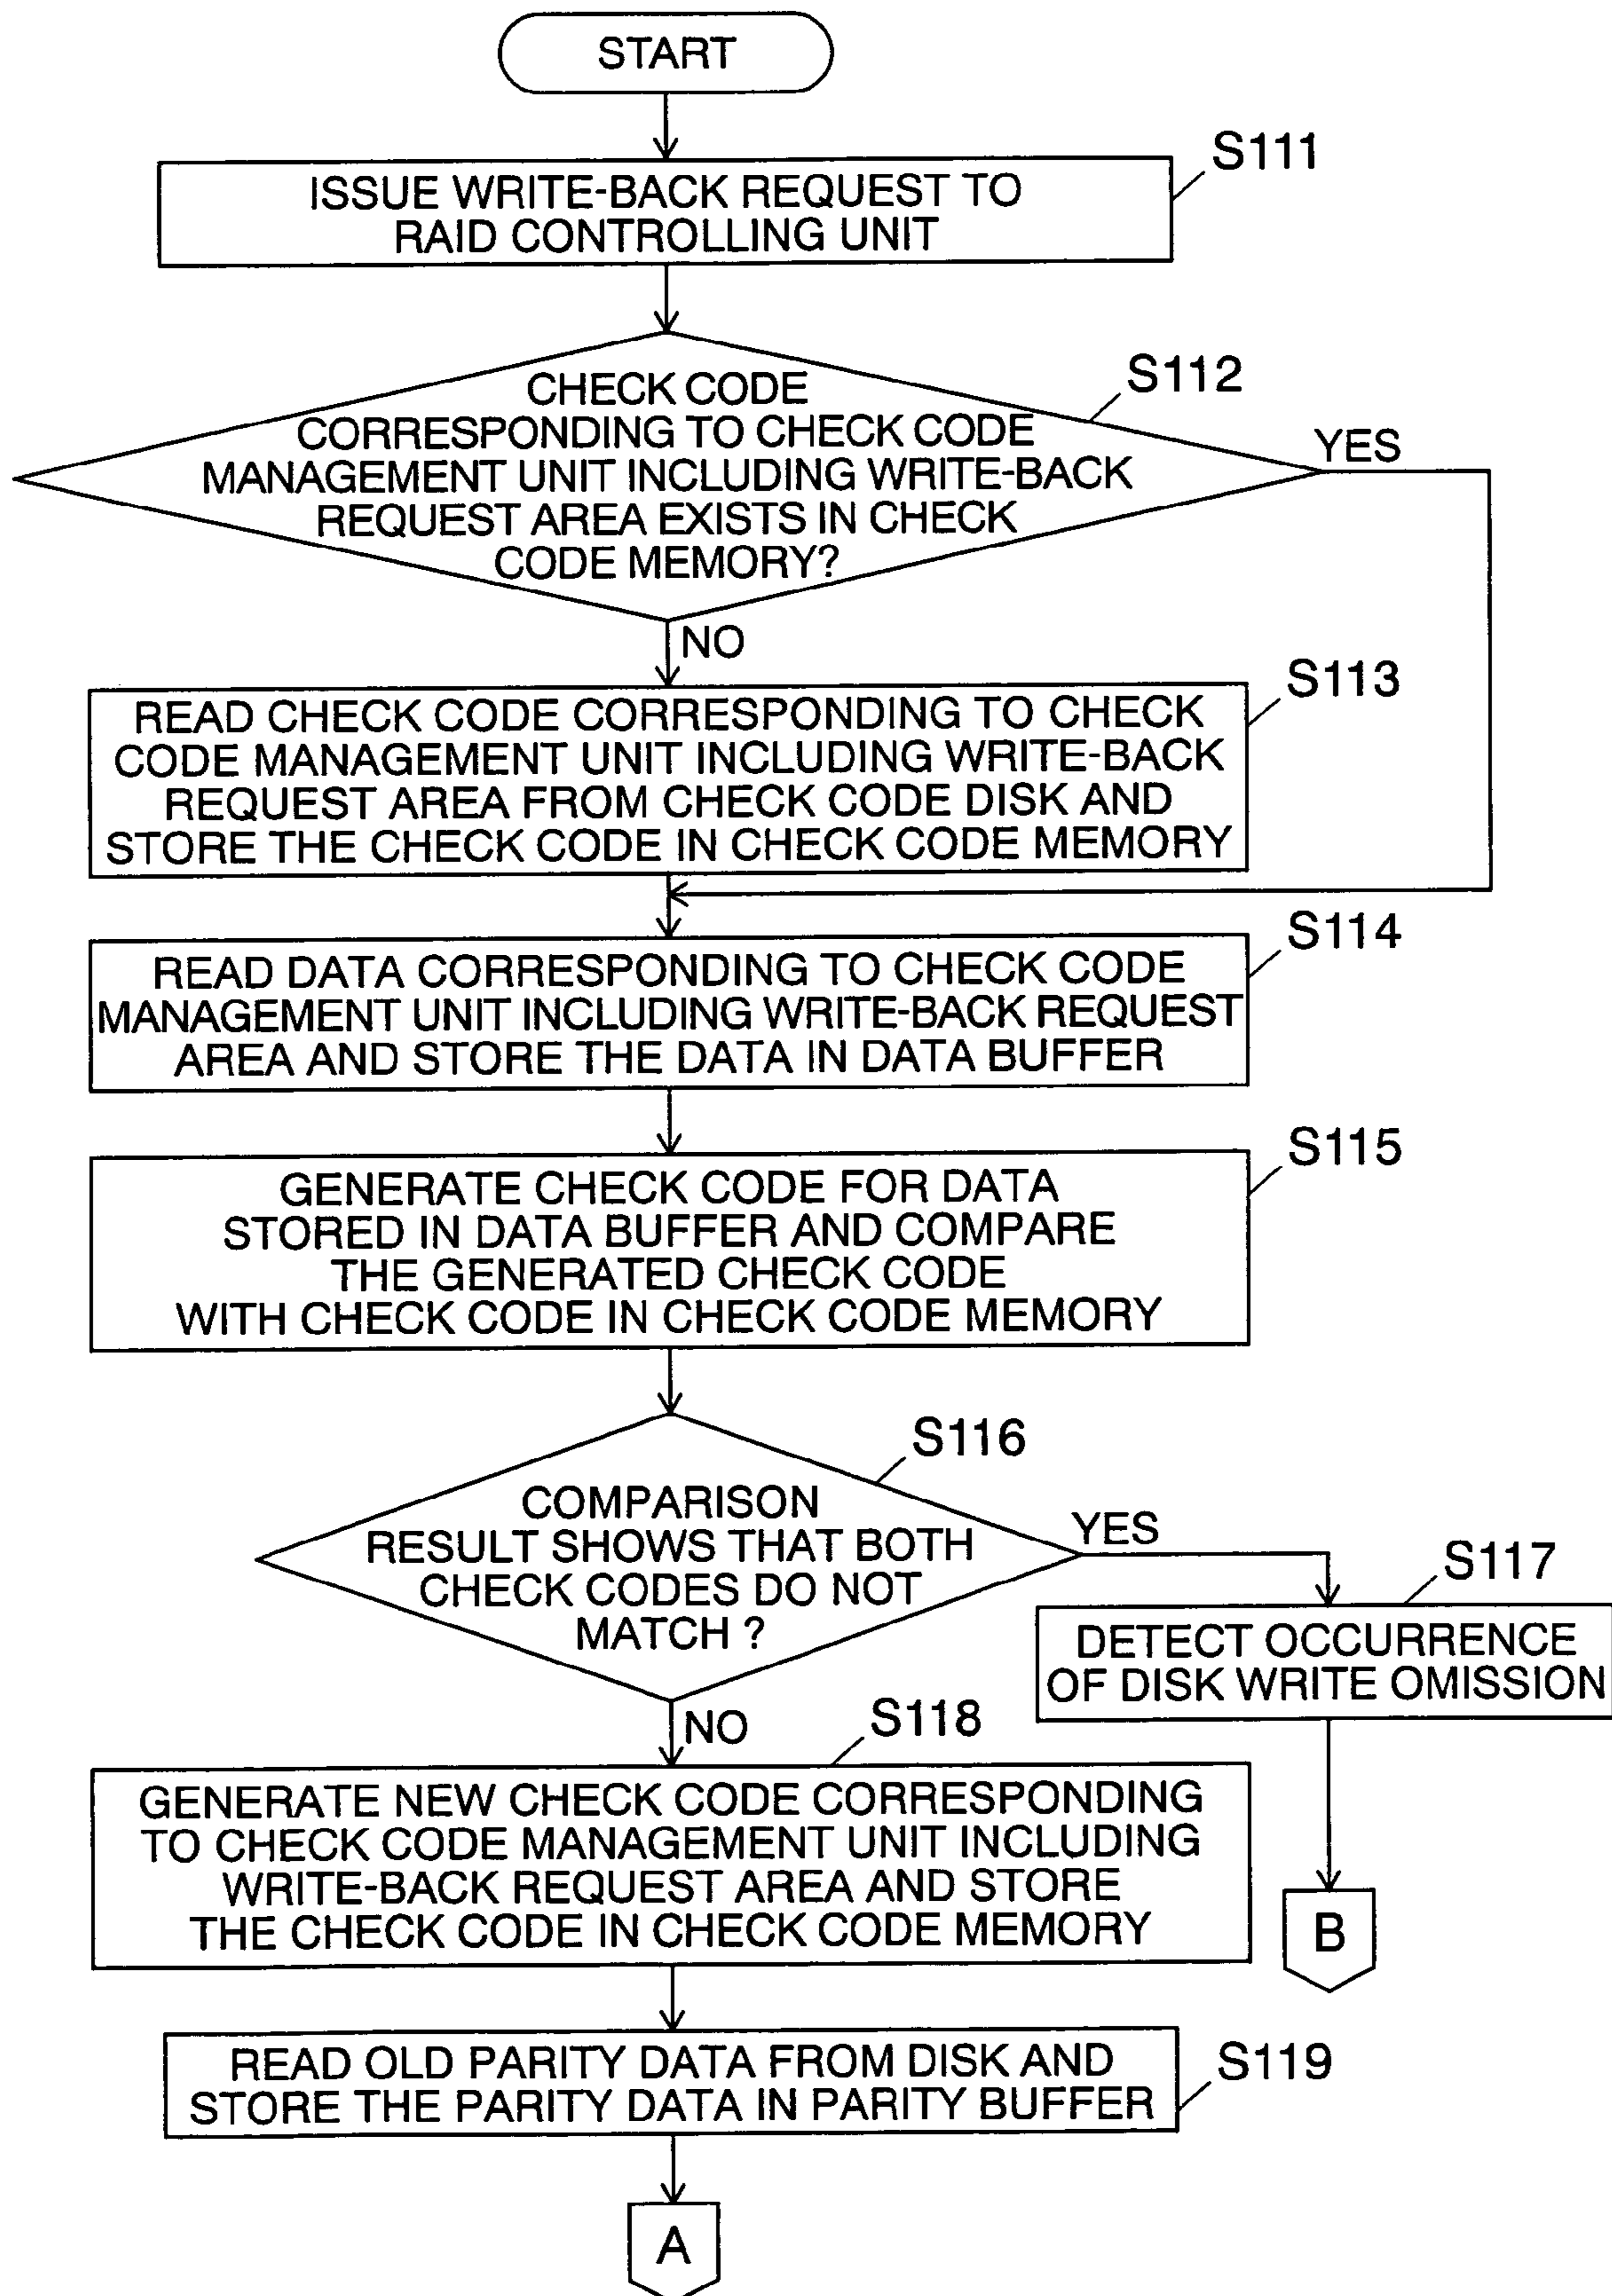 START
S111
ISSUE WRITE-BACK REQUEST TO
RAID CONTROLLING UNIT
S112
CHECK CODE
CORRESPONDING TO CHECK CODE
MANAGEMENT UNIT INCLUDING WRITE-BACK
REQUEST AREA EXISTS IN CHECK
CODE MEMORY?
YES
NO
S113
READ CHECK CODE CORRESPONDING TO CHECK
CODE MANAGEMENT UNIT INCLUDING WRITE-BACK
REQUEST AREA FROM CHECK CODE DISK AND
STORE THE CHECK CODE IN CHECK CODE MEMORY
S114
READ DATA CORRESPONDING TO CHECK CODE
MANAGEMENT UNIT INCLUDING WRITE-BACK REQUEST
AREA AND STORE THE DATA IN DATA BUFFER
S115
GENERATE CHECK CODE FOR DATA
STORED IN DATA BUFFER AND COMPARE
THE GENERATED CHECK CODE
WITH CHECK CODE IN CHECK CODE MEMORY
S116
COMPARISON
RESULT SHOWS THAT BOTH
CHECK CODES DO NOT
MATCH ?
YES
S117
DETECT OCCURRENCE
OF DISK WRITE OMISSION
NO
S118
GENERATE NEW CHECK CODE CORRESPONDING
TO CHECK CODE MANAGEMENT UNIT INCLUDING
WRITE-BACK REQUEST AREA AND STORE
THE CHECK CODE IN CHECK CODE MEMORY
B
S119
READ OLD PARITY DATA FROM DISK AND
STORE THE PARITY DATA IN PARITY BUFFER
A